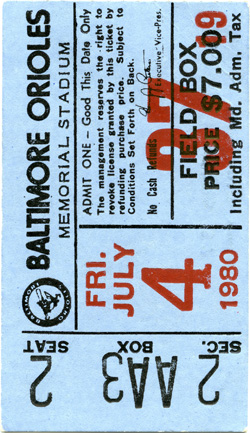 BALTIMORE ORIOLES
MEMORIAL STADIUM
ADMIT ONE — Good This Date Only
The management reserves the right to
revoke license granted by this ticket by
refunding purchase price. Subject to
Conditions Set Forth on Back.
Executive Vice-Pres.
No Cash Refunds
27
19
FIELD BOX
PRICE $7.00
Including Md. Adm. Tax
FRI.
JULY
4
1980
BALTIMORE
ORIOLES
SEAT BOX SEC.
2 AA3 2